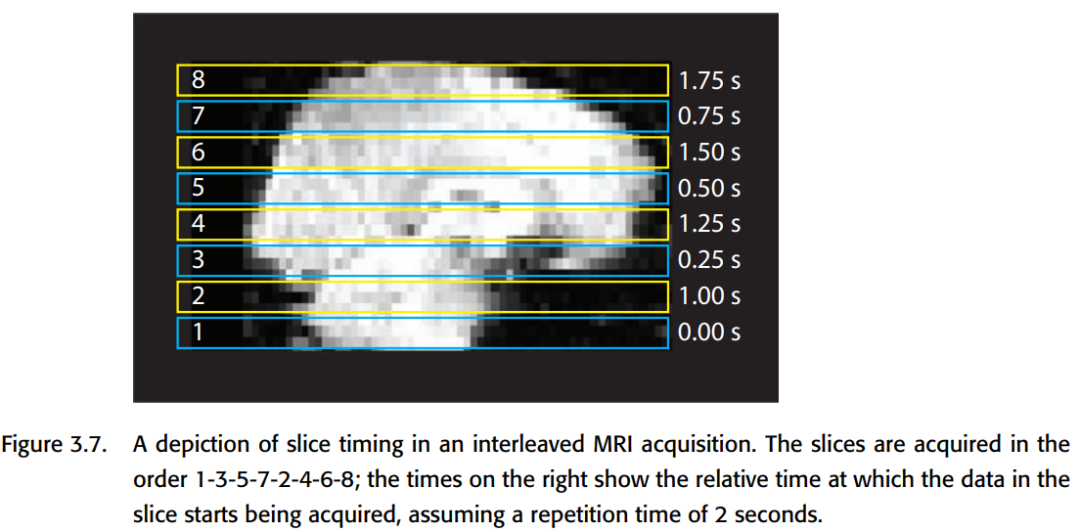 8 1.75 s
7 0.75 s
6 1.50 s
5 0.50 s
4 1.25 s
3 0.25 s
2 1.00 s
1 0.00 s
Figure 3.7. A depiction of slice timing in an interleaved MRI acquisition. The slices are acquired in the
order 1-3-5-7-2-4-6-8; the times on the right show the relative time at which the data in the
slice starts being acquired, assuming a repetition time of 2 seconds.